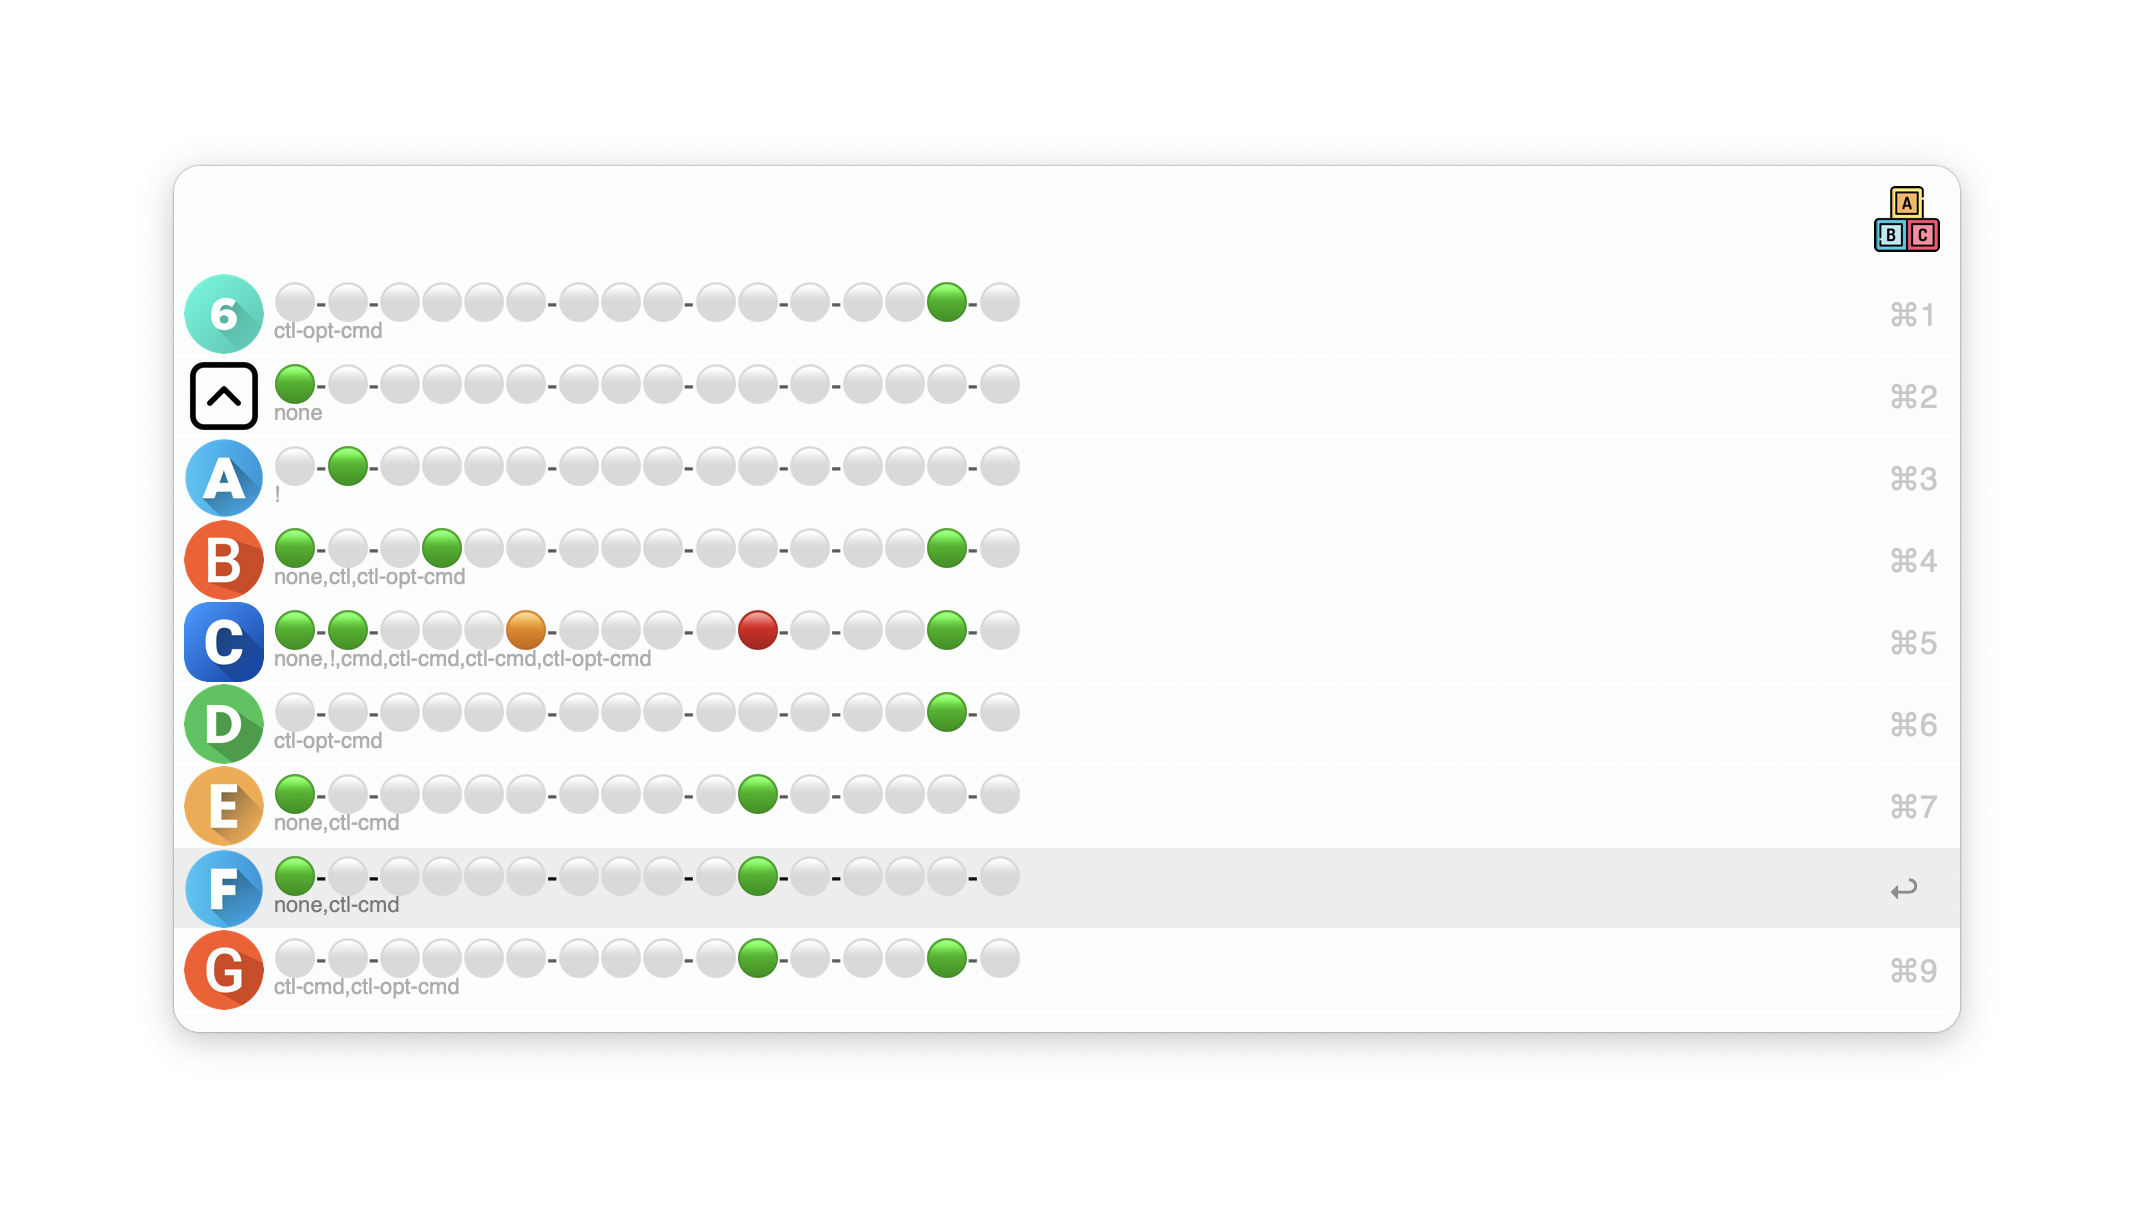 A
B C
6
ctl-opt-cmd
⌘1
none
⌘2
A
!
⌘3
B
none,ctl,ctl-opt-cmd
⌘4
C
none,!,cmd,ctl-cmd,ctl-cmd,ctl-opt-cmd
⌘5
D
ctl-opt-cmd
⌘6
E
none,ctl-cmd
⌘7
F
none,ctl-cmd
G
ctl-cmd,ctl-opt-cmd
⌘9